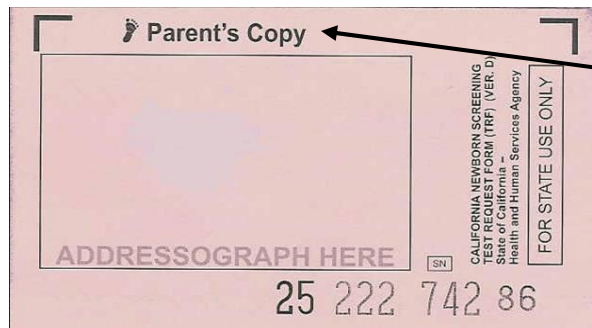 Parent's Copy
ADDRESSOGRAPH HERE
SN
CALIFORNIA NEWBORN SCREENING
TEST REQUEST FORM (TRF) (VER. D)
State of California –
Health and Human Services Agency
FOR STATE USE ONLY
25 222 742 86